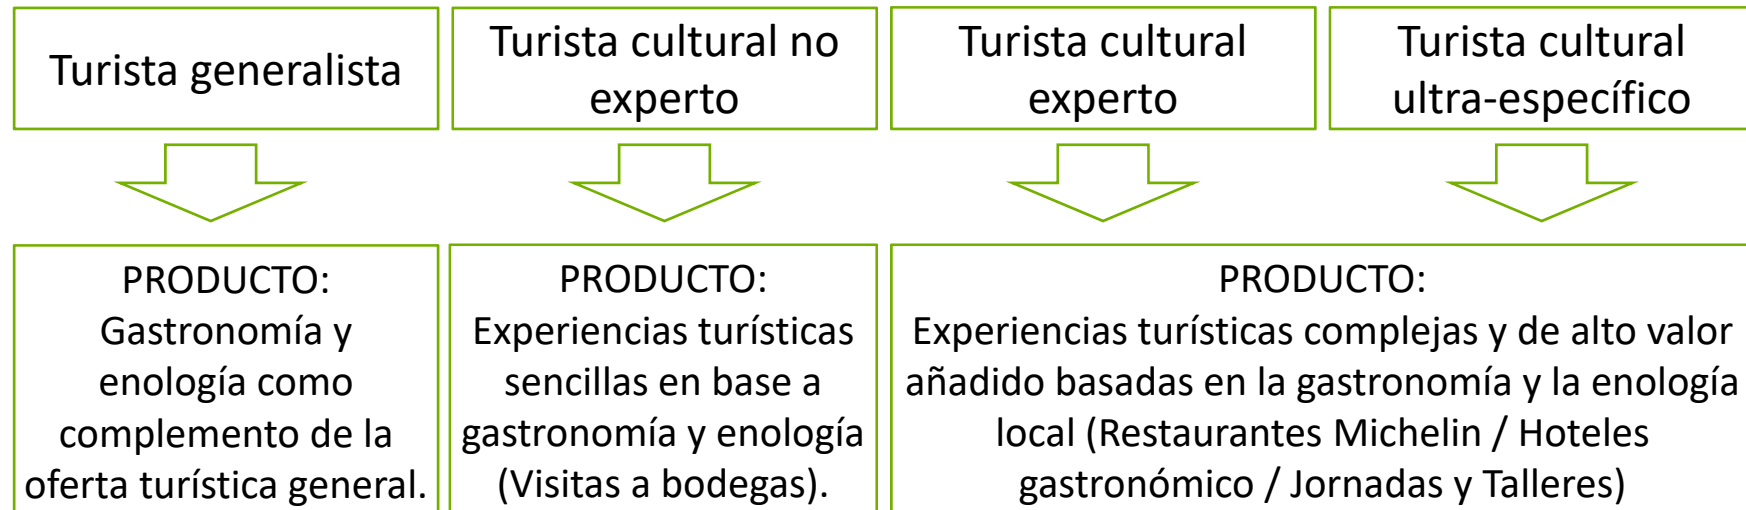 Turista generalista
Turista cultural no
experto
Turista cultural
experto
Turista cultural
ultra-específico
PRODUCTO:
Gastronomía y
enología como
complemento de la
oferta turística general.
PRODUCTO:
Experiencias turísticas
sencillas en base a
gastronomía y enología
(Visitas a bodegas).
PRODUCTO:
Experiencias turísticas complejas y de alto valor
añadido basadas en la gastronomía y la enología
local (Restaurantes Michelin / Hoteles
gastronómico / Jornadas y Talleres)